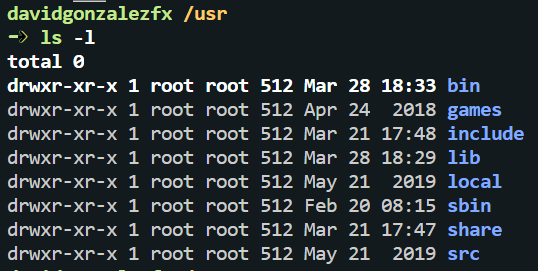 davidgonzalezfx /usr
-> ls -l
total 0
drwxr-xr-x 1 root root 512 Mar 28 18:33 bin
drwxr-xr-x 1 root root 512 Apr 24  2018 games
drwxr-xr-x 1 root root 512 Mar 21 17:48 include
drwxr-xr-x 1 root root 512 Mar 28 18:29 lib
drwxr-xr-x 1 root root 512 May 21  2019 local
drwxr-xr-x 1 root root 512 Feb 20 08:15 sbin
drwxr-xr-x 1 root root 512 Mar 21 17:47 share
drwxr-xr-x 1 root root 512 May 21  2019 src